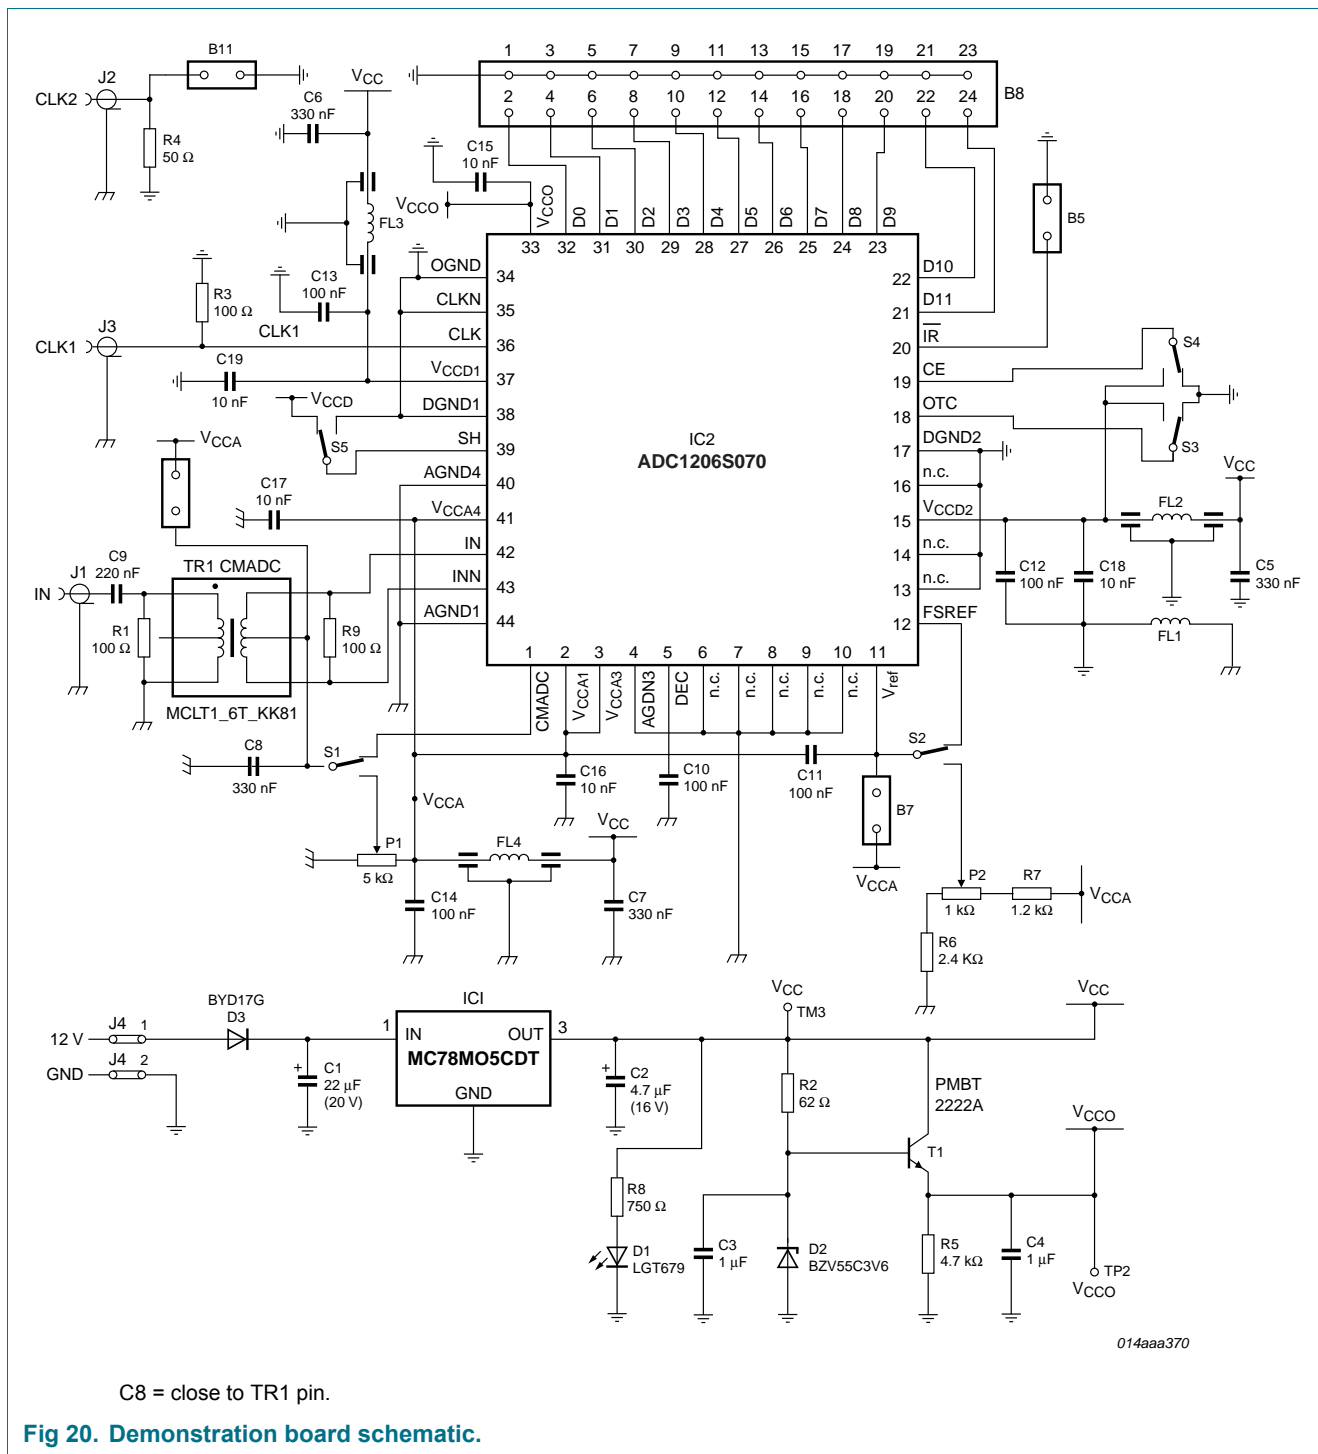 B11
J2
CLK2
R4
50 Ω
VCC
C6
330 nF
1 3 5 7 9 11 13 15 17 19 21 23
2 4 6 8 10 12 14 16 18 20 22 24
B8
C15
10 nF
VCCO
FL3
VCCO D0 D1 D2 D3 D4 D5 D6 D7 D8 D9
33 32 31 30 29 28 27 26 25 24 23
B5
C13
100 nF
R3
100 Ω
CLK1
J3
CLK1
C19
10 nF
OGND 34
CLKN 35
CLK 36
VCCD1 37
DGND1 38
SH 39
AGND4 40
VCCA4 41
IN 42
INN 43
AGND1 44
IC2
ADC1206S070
22 D10
21 D11
20 IR
19 CE
18 OTC
17 DGND2
16 n.c.
15 VCCD2
14 n.c.
13 n.c.
12 FSREF
S4
S3
VCC
FL2
C12
100 nF
C18
10 nF
C5
330 nF
FL1
VCCD
S5
VCCA
C17
10 nF
TR1 CMADC
C9
220 nF
J1
IN
R1
100 Ω
R9
100 Ω
MCLT1_6T_KK81
1 2 3 4 5 6 7 8 9 10 11
CMADC VCCA1 VCCA3 AGDN3 DEC n.c. n.c. n.c. n.c. n.c. Vref
C8
330 nF
S1
S2
C16
10 nF
C10
100 nF
C11
100 nF
B7
VCCA
VCCA
P1
5 kΩ
FL4
VCC
C14
100 nF
C7
330 nF
P2
1 kΩ
R7
1.2 kΩ
VCCA
R6
2.4 KΩ
BYD17G
D3
12 V
J4 1
GND
J4 2
+
C1
22 μF
(20 V)
ICI
1 IN OUT 3
MC78MO5CDT
GND
+
C2
4.7 μF
(16 V)
VCC
TM3
VCC
R2
62 Ω
PMBT
2222A
T1
VCCO
R8
750 Ω
D1
LGT679
C3
1 μF
D2
BZV55C3V6
R5
4.7 kΩ
C4
1 μF
TP2
VCCO
014aaa370
C8 = close to TR1 pin.
Fig 20. Demonstration board schematic.